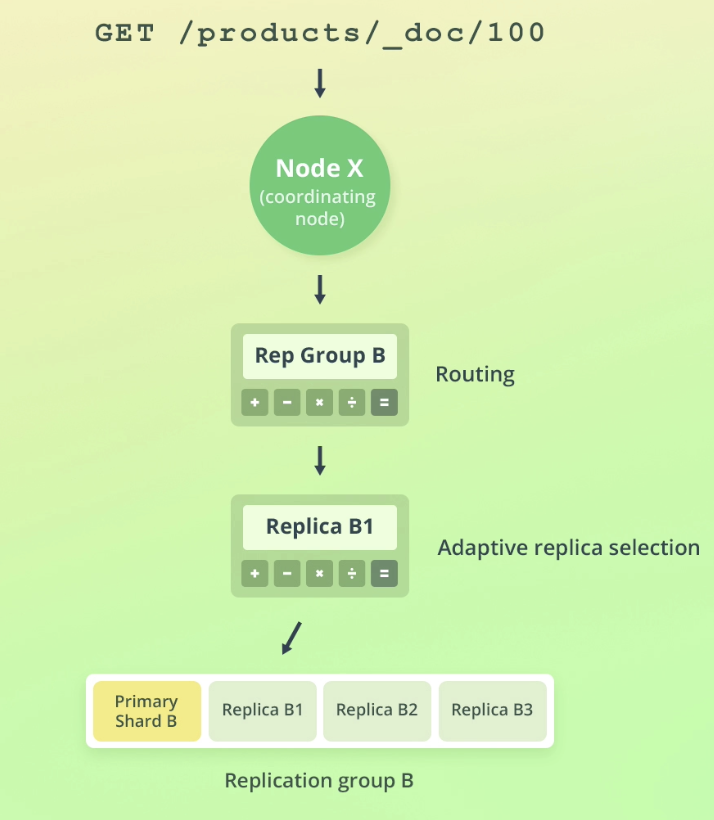 GET /products/_doc/100
Node X
(coordinating
node)
Rep Group B
+ − × ÷ =
Routing
Replica B1
+ − × ÷ =
Adaptive replica selection
Primary
Shard B
Replica B1
Replica B2
Replica B3
Replication group B